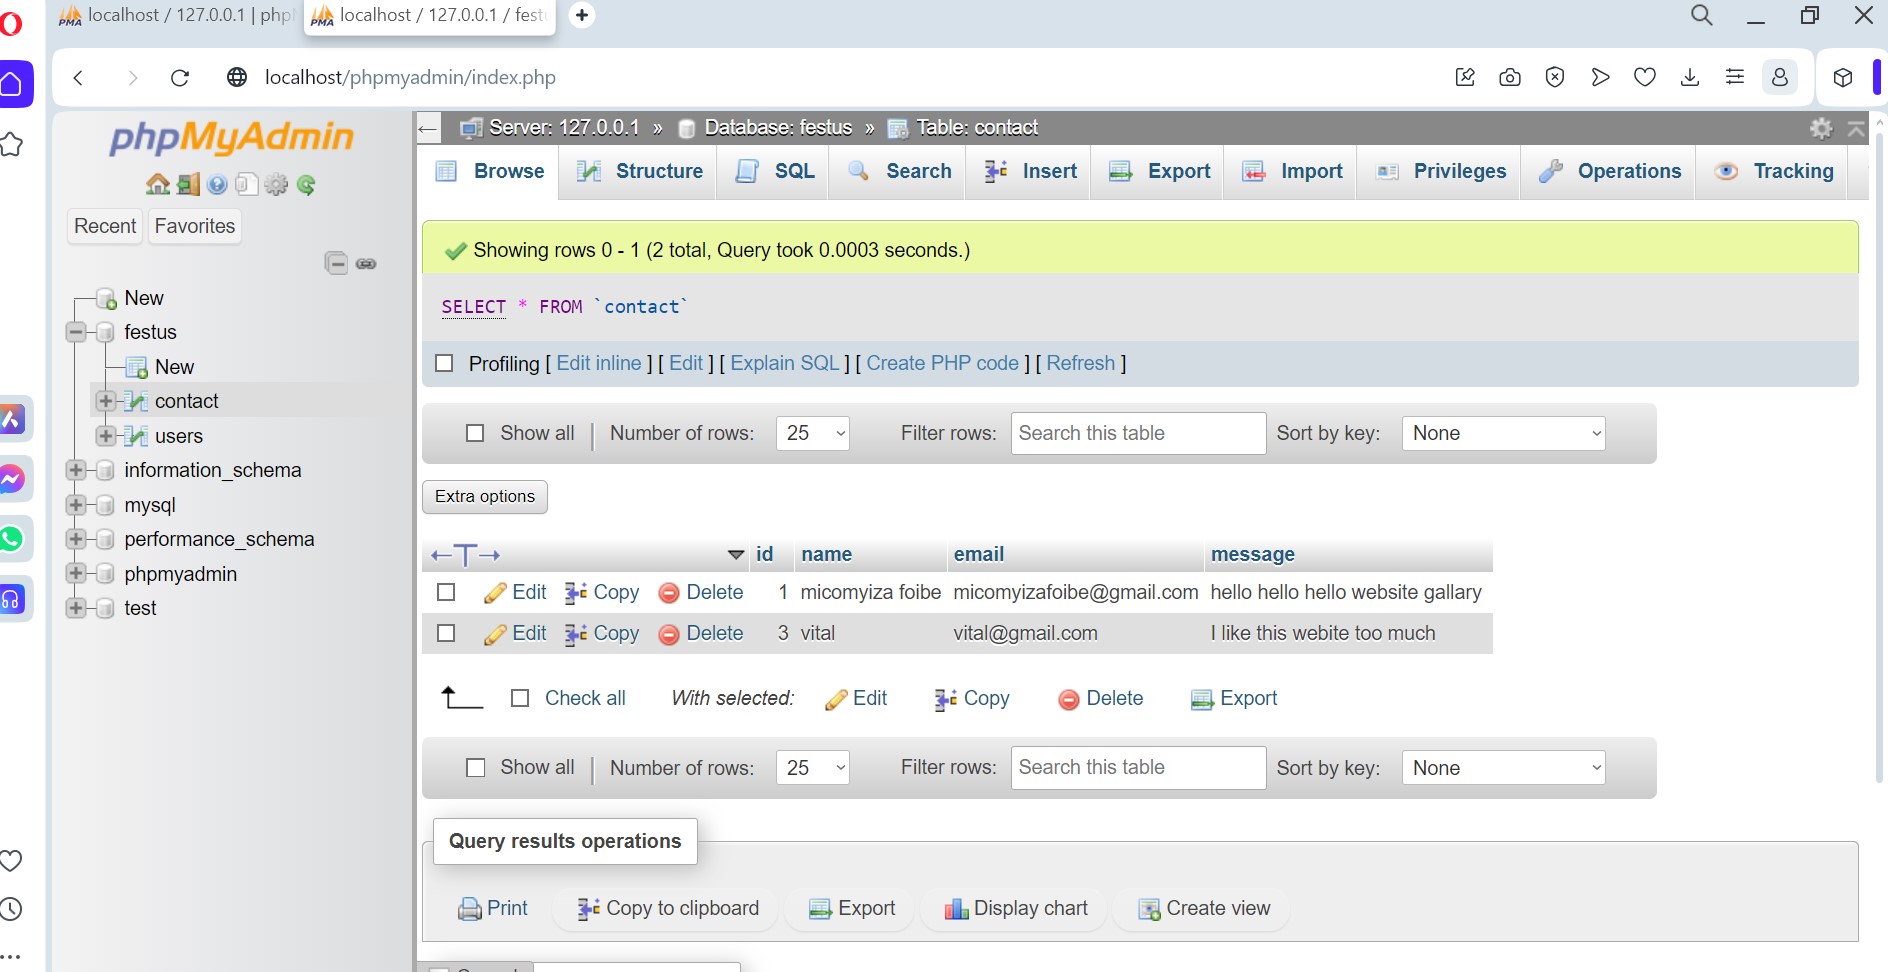 localhost / 127.0.0.1 | php
localhost / 127.0.0.1 / fest
localhost/phpmyadmin/index.php
phpMyAdmin
Recent Favorites
New
festus
New
contact
users
information_schema
mysql
performance_schema
phpmyadmin
test
Server: 127.0.0.1 » Database: festus » Table: contact
Browse Structure SQL Search Insert Export Import Privileges Operations Tracking
Showing rows 0 - 1 (2 total, Query took 0.0003 seconds.)
SELECT * FROM `contact`
Profiling [ Edit inline ] [ Edit ] [ Explain SQL ] [ Create PHP code ] [ Refresh ]
Show all | Number of rows: 25 Filter rows: Search this table Sort by key: None
Extra options
←T→ id name email message
Edit Copy Delete 1 micomyiza foibe micomyizafoibe@gmail.com hello hello hello website gallary
Edit Copy Delete 3 vital vital@gmail.com I like this webite too much
Check all With selected: Edit Copy Delete Export
Show all | Number of rows: 25 Filter rows: Search this table Sort by key: None
Query results operations
Print Copy to clipboard Export Display chart Create view